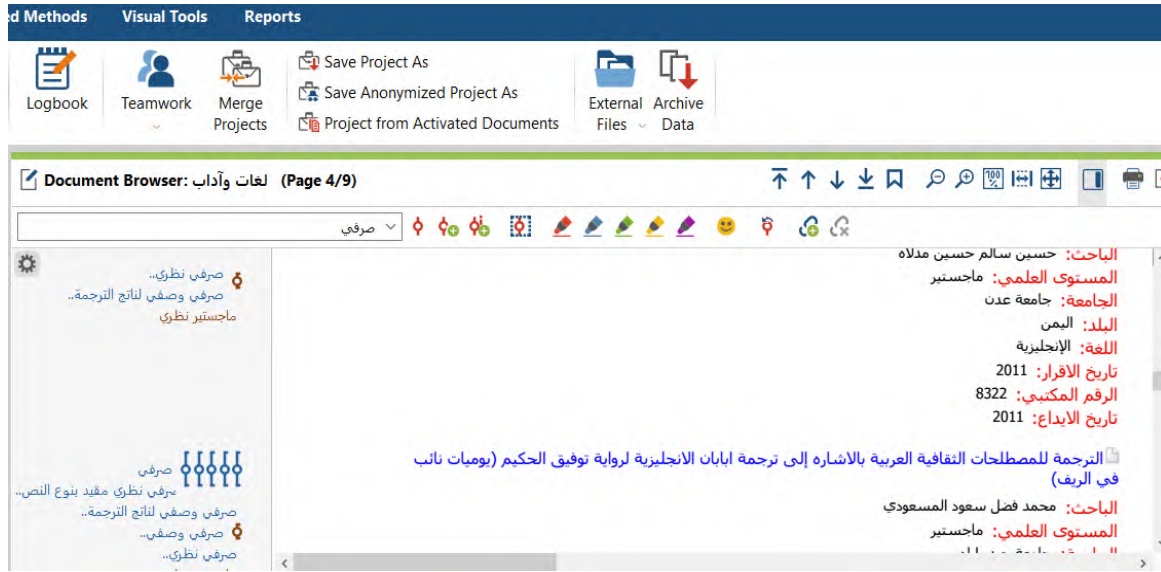 ed Methods Visual Tools Reports
Logbook
Teamwork
Merge Projects
Save Project As
Save Anonymized Project As
Project from Activated Documents
External Files
Archive Data
Document Browser: لغات وآداب (Page 4/9)
صرفي
صرفي نظري..
صرفي وصفي لناتج الترجمة..
ماجستير نظري
صرفي
صرفي نظري مقيد بنوع النص..
صرفي وصفي لناتج الترجمة..
صرفي وصفي..
صرفي نظري..
الباحث: حسين سالم حسين مدلاه
المستوى العلمي: ماجستير
الجامعة: جامعة عدن
البلد: اليمن
اللغة: الإنجليزية
تاريخ الاقرار: 2011
الرقم المكتبي: 8322
تاريخ الايداع: 2011
الترجمة للمصطلحات الثقافية العربية بالاشاره إلى ترجمة ابابان الانجليزية لرواية توفيق الحكيم (يوميات نائب
في الريف)
الباحث: محمد فضل سعود المسعودي
المستوى العلمي: ماجستير